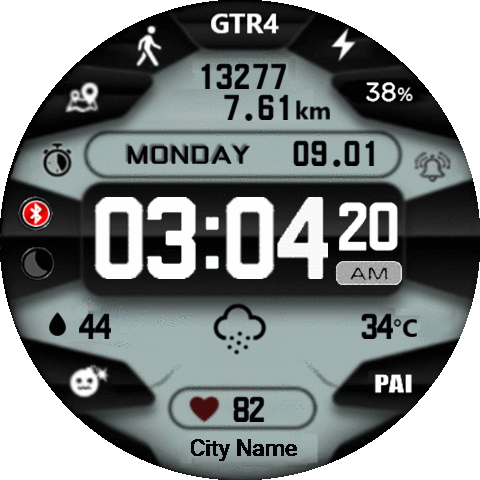 GTR4
13277
38%
7.61km
MONDAY 09.01
03:04 20
AM
44
34°C
PAI
82
City Name